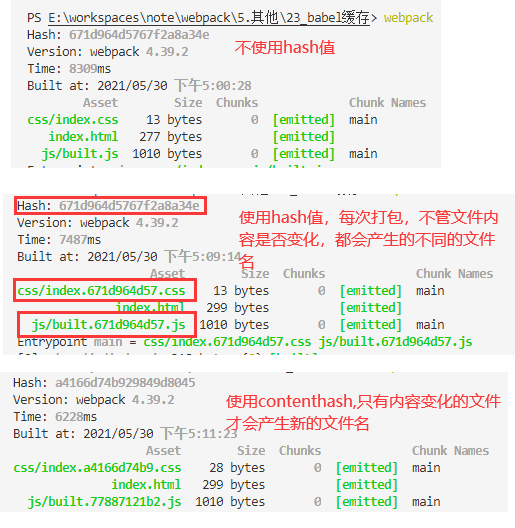 PS E:\workspaces\note\webpack\5.其他\23_babel缓存> webpack
Hash: 671d964d5767f2a8a34e
不使用hash值
Version: webpack 4.39.2
Time: 8309ms
Built at: 2021/05/30 下午5:00:28
Asset Size Chunks Chunk Names
css/index.css 13 bytes 0 [emitted] main
index.html 277 bytes [emitted]
js/built.js 1010 bytes 0 [emitted] main
Hash: 671d964d5767f2a8a34e
Version: webpack 4.39.2
Time: 7487ms
Built at: 2021/05/30 下午5:09:14
使用hash值，每次打包，不管文件内
容是否变化，都会产生的不同的文件
名
Asset Size Chunks Chunk Names
css/index.671d964d57.css 13 bytes 0 [emitted] main
index.html 299 bytes [emitted]
js/built.671d964d57.js 1010 bytes 0 [emitted] main
Entrypoint main = css/index.671d964d57.css js/built.671d964d57.js
Hash: a4166d74b929849d8045
Version: webpack 4.39.2
Time: 6228ms
Built at: 2021/05/30 下午5:11:23
使用contenthash,只有内容变化的文件
才会产生新的文件名
Asset Size Chunks Chunk Names
css/index.a4166d74b9.css 28 bytes 0 [emitted] main
index.html 299 bytes [emitted]
js/built.77887121b2.js 1010 bytes 0 [emitted] main